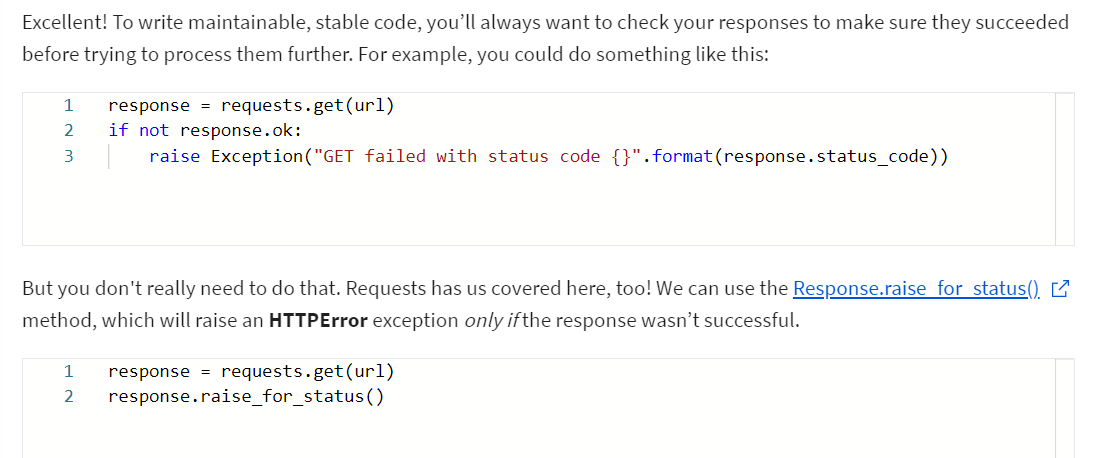 Excellent! To write maintainable, stable code, you’ll always want to check your responses to make sure they succeeded
before trying to process them further. For example, you could do something like this:
1 response = requests.get(url)
2 if not response.ok:
3 raise Exception("GET failed with status code {}".format(response.status_code))
But you don't really need to do that. Requests has us covered here, too! We can use the Response.raise_for_status()
method, which will raise an HTTPError exception only if the response wasn’t successful.
1 response = requests.get(url)
2 response.raise_for_status()